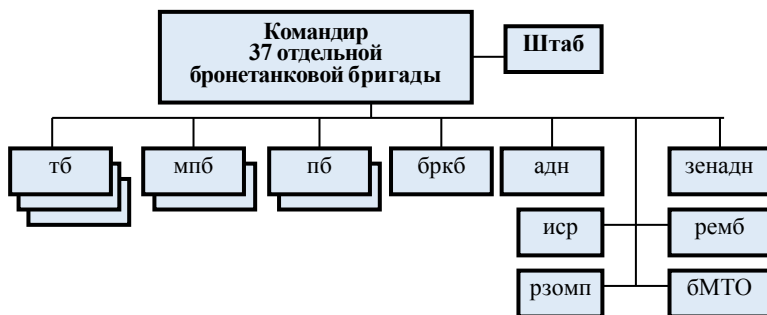 Командир
37 отдельной
бронетанковой бригады
Штаб
тб
мпб
пб
бркб
адн
зенадн
иср
ремб
рзомп
бМТО